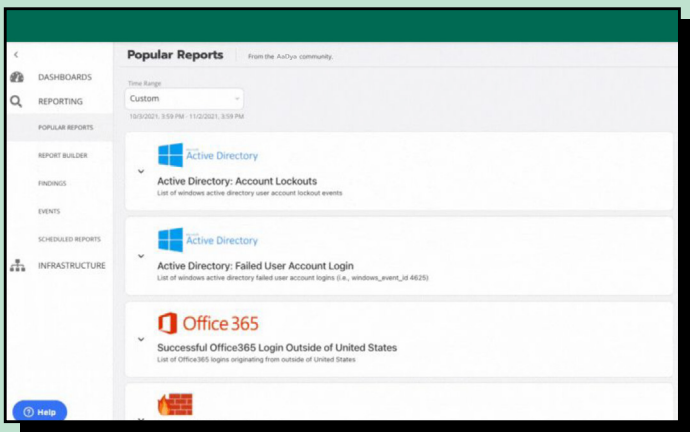 Popular Reports
From the AaDya community.
DASHBOARDS
REPORTING
POPULAR REPORTS
REPORT BUILDER
FINDINGS
EVENTS
SCHEDULED REPORTS
INFRASTRUCTURE
Help
Time Range
Custom
10/3/2021, 3:59 PM - 11/2/2021, 3:59 PM
Microsoft
Active Directory
Active Directory: Account Lockouts
List of windows active directory user account lockout events
Microsoft
Active Directory
Active Directory: Failed User Account Login
List of windows active directory failed user account logins (i.e., windows_event_id 4625)
Office 365
Successful Office365 Login Outside of United States
List of Office365 logins originating from outside of United States